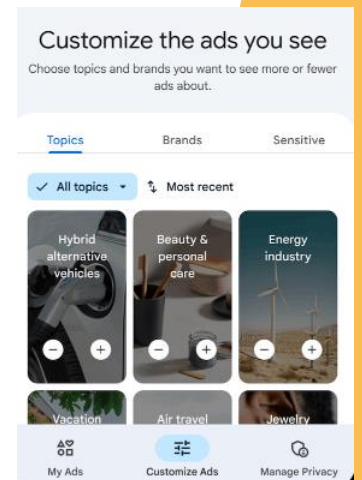 Customize the ads you see
Choose topics and brands you want to see more or fewer
ads about.
Topics
Brands
Sensitive
All topics
Most recent
Hybrid
alternative
vehicles
Beauty &
personal
care
Energy
industry
Vacation
Air travel
Jewelry
My Ads
Customize Ads
Manage Privacy